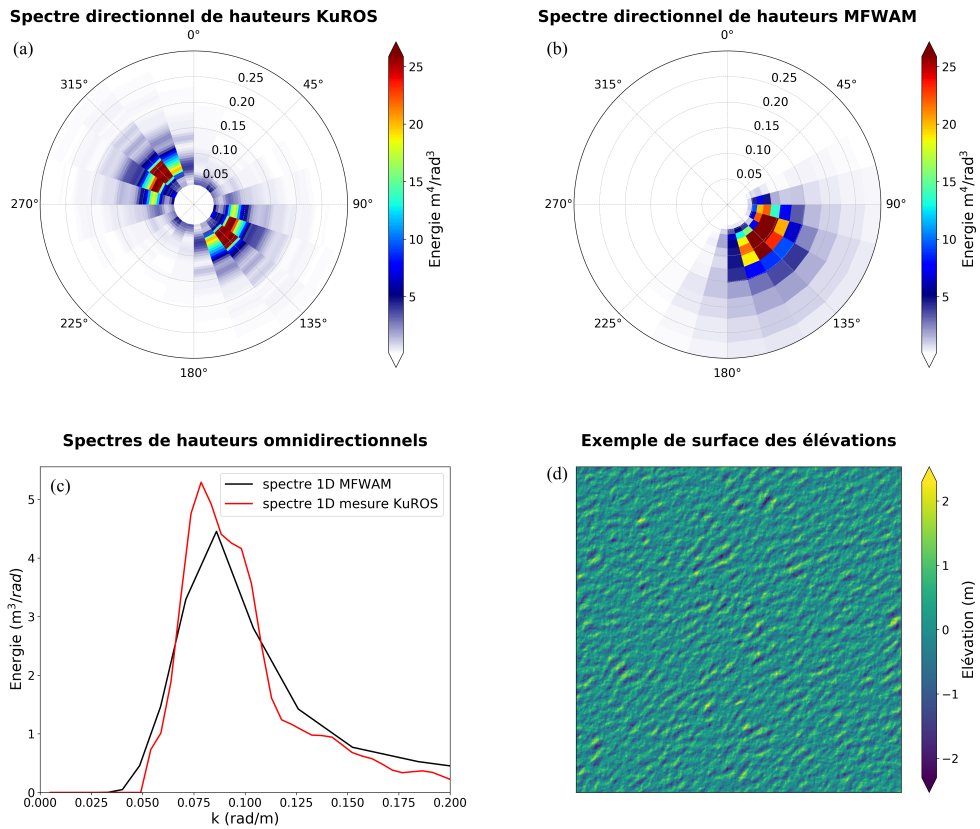 Spectre directionnel de hauteurs KuROS
(a)
0°
45°
90°
135°
180°
225°
270°
315°
0.25
0.20
0.15
0.10
0.05
25
20
15
10
5
Energie m⁴/rad³
Spectre directionnel de hauteurs MFWAM
(b)
0°
45°
90°
135°
180°
225°
270°
315°
0.25
0.20
0.15
0.10
0.05
25
20
15
10
5
Energie m⁴/rad³
Spectres de hauteurs omnidirectionnels
(c)
spectre 1D MFWAM
spectre 1D mesure KuROS
5
4
3
2
1
0
Energie (m³/rad)
0.000 0.025 0.050 0.075 0.100 0.125 0.150 0.175 0.200
k (rad/m)
Exemple de surface des élévations
(d)
2
1
0
−1
−2
Elévation (m)